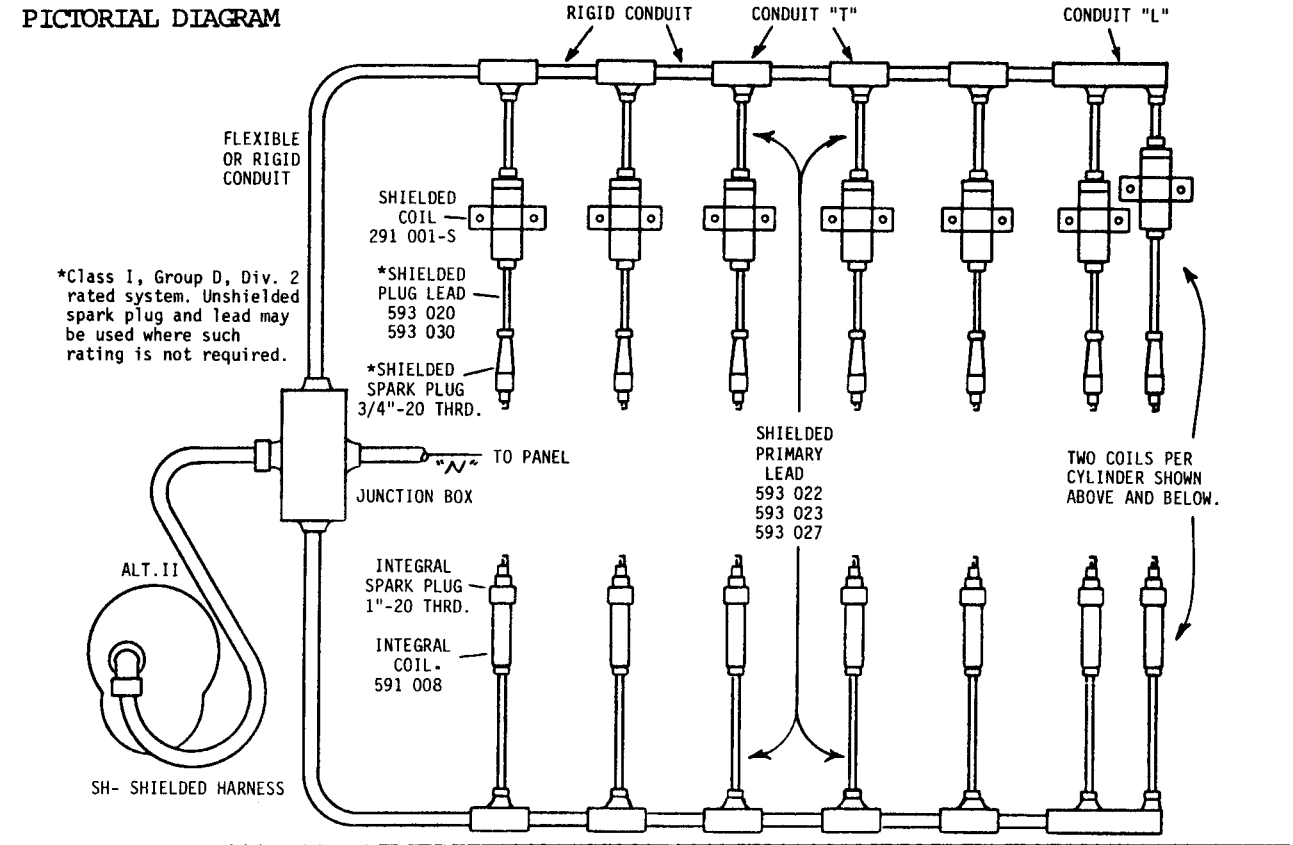 PICTORIAL DIAGRAM
RIGID CONDUIT
CONDUIT "T"
CONDUIT "L"
FLEXIBLE
OR RIGID
CONDUIT
SHIELDED
COIL
291 001-S
*Class I, Group D, Div. 2
rated system. Unshielded
spark plug and lead may
be used where such
rating is not required.
*SHIELDED
PLUG LEAD
593 020
593 030
*SHIELDED
SPARK PLUG
3/4"-20 THRD.
"N" TO PANEL
JUNCTION BOX
SHIELDED
PRIMARY
LEAD
593 022
593 023
593 027
TWO COILS PER
CYLINDER SHOWN
ABOVE AND BELOW.
ALT.II
INTEGRAL
SPARK PLUG
1"-20 THRD.
INTEGRAL
COIL.
591 008
SH- SHIELDED HARNESS